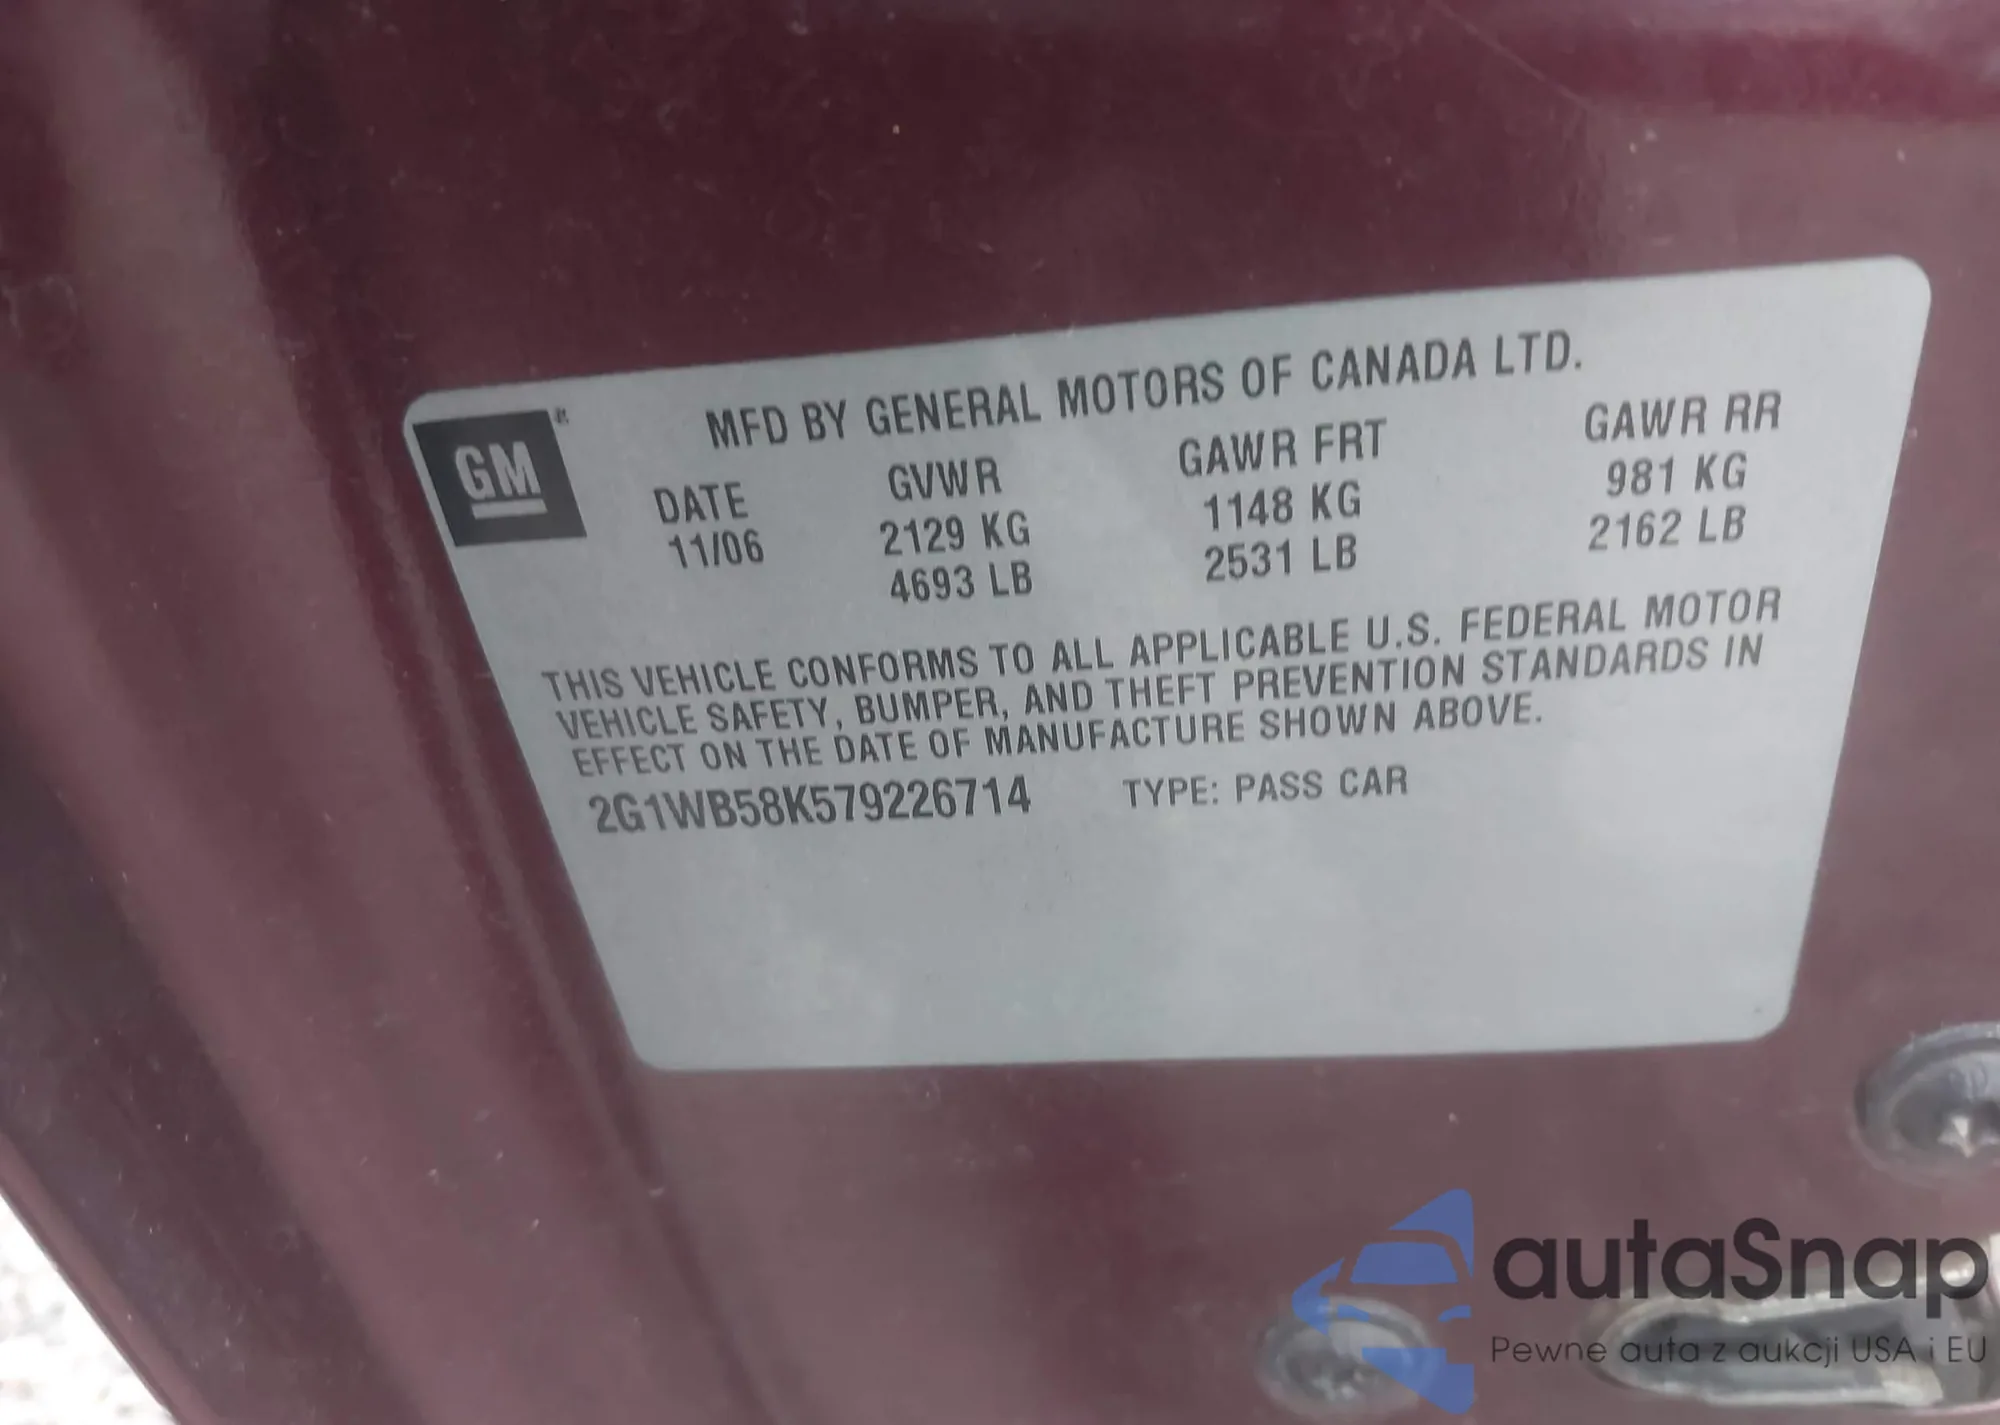 GM ®
MFD BY GENERAL MOTORS OF CANADA LTD.
DATE GVWR GAWR FRT GAWR RR
11/06 2129 KG 1148 KG 981 KG
4693 LB 2531 LB 2162 LB
THIS VEHICLE CONFORMS TO ALL APPLICABLE U.S. FEDERAL MOTOR
VEHICLE SAFETY, BUMPER, AND THEFT PREVENTION STANDARDS IN
EFFECT ON THE DATE OF MANUFACTURE SHOWN ABOVE.
2G1WB58K579226714 TYPE: PASS CAR
autaSnap
Pewne auta z aukcji USA i EU